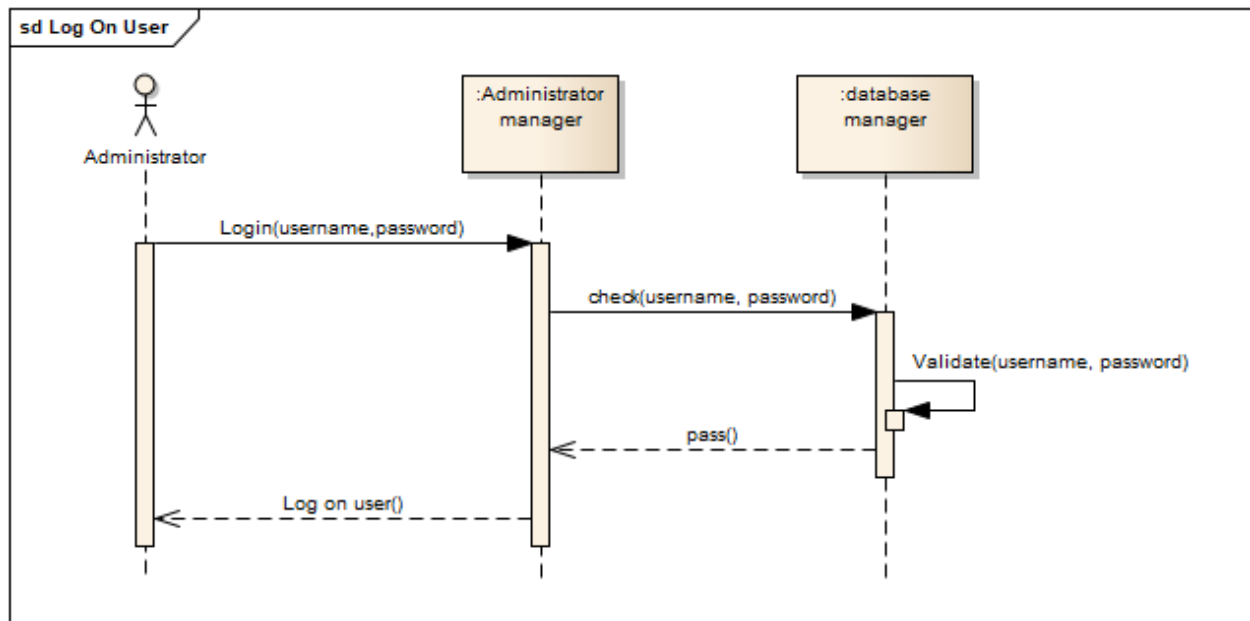 sd Log On User
:Administrator
manager
:database
manager
Administrator
Login(username,password)
check(username, password)
Validate(username, password)
pass()
Log on user()